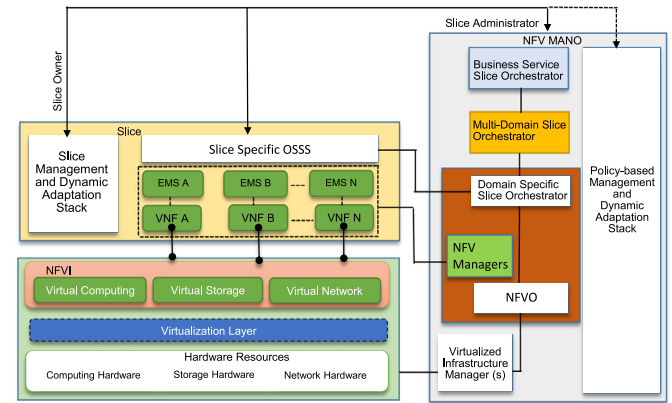 Slice Administrator
NFV MANO
Slice Owner
Business Service
Slice Orchestrator
Multi-Domain Slice
Orchestrator
Slice
Slice
Management
and Dynamic
Adaptation
Stack
Slice Specific OSSS
EMS A
EMS B
EMS N
VNF A
VNF B
VNF N
Domain Specific
Slice Orchestrator
Policy-based
Management
and
Dynamic
Adaptation
Stack
NFV
Managers
NFVO
NFVI
Virtual Computing
Virtual Storage
Virtual Network
Virtualization Layer
Hardware Resources
Computing Hardware
Storage Hardware
Network Hardware
Virtualized
Infrastructure
Manager (s)